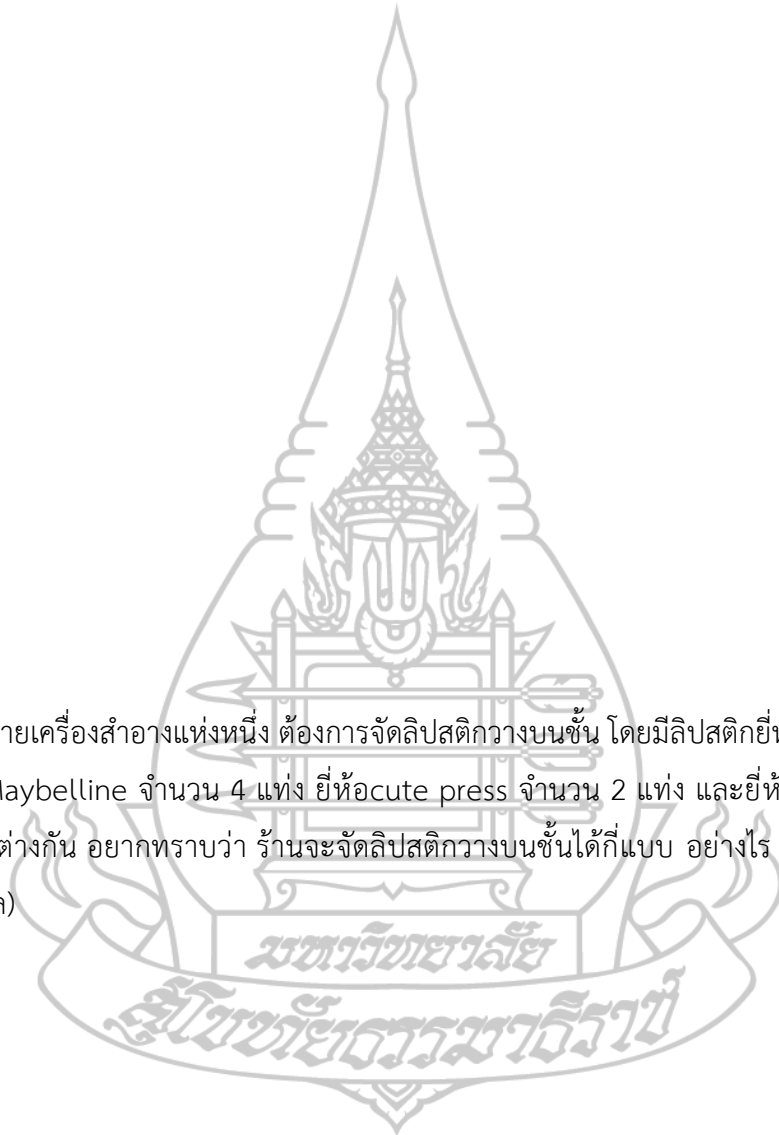 ายเครื่องสำอางแห่งหนึ่ง ต้องการจัดลิปสติกวางบนชั้น โดยมีลิปสติกยี่ห
Maybelline จำนวน 4 แท่ง ยี่ห้อcute press จำนวน 2 แท่ง และยี่ห้
ต่างกัน อยากทราบว่า ร้านจะจัดลิปสติกวางบนชั้นได้กี่แบบ อย่างไร
ล)
มหาวิทยาลัย
สุโขทัยธรรมาธิราช